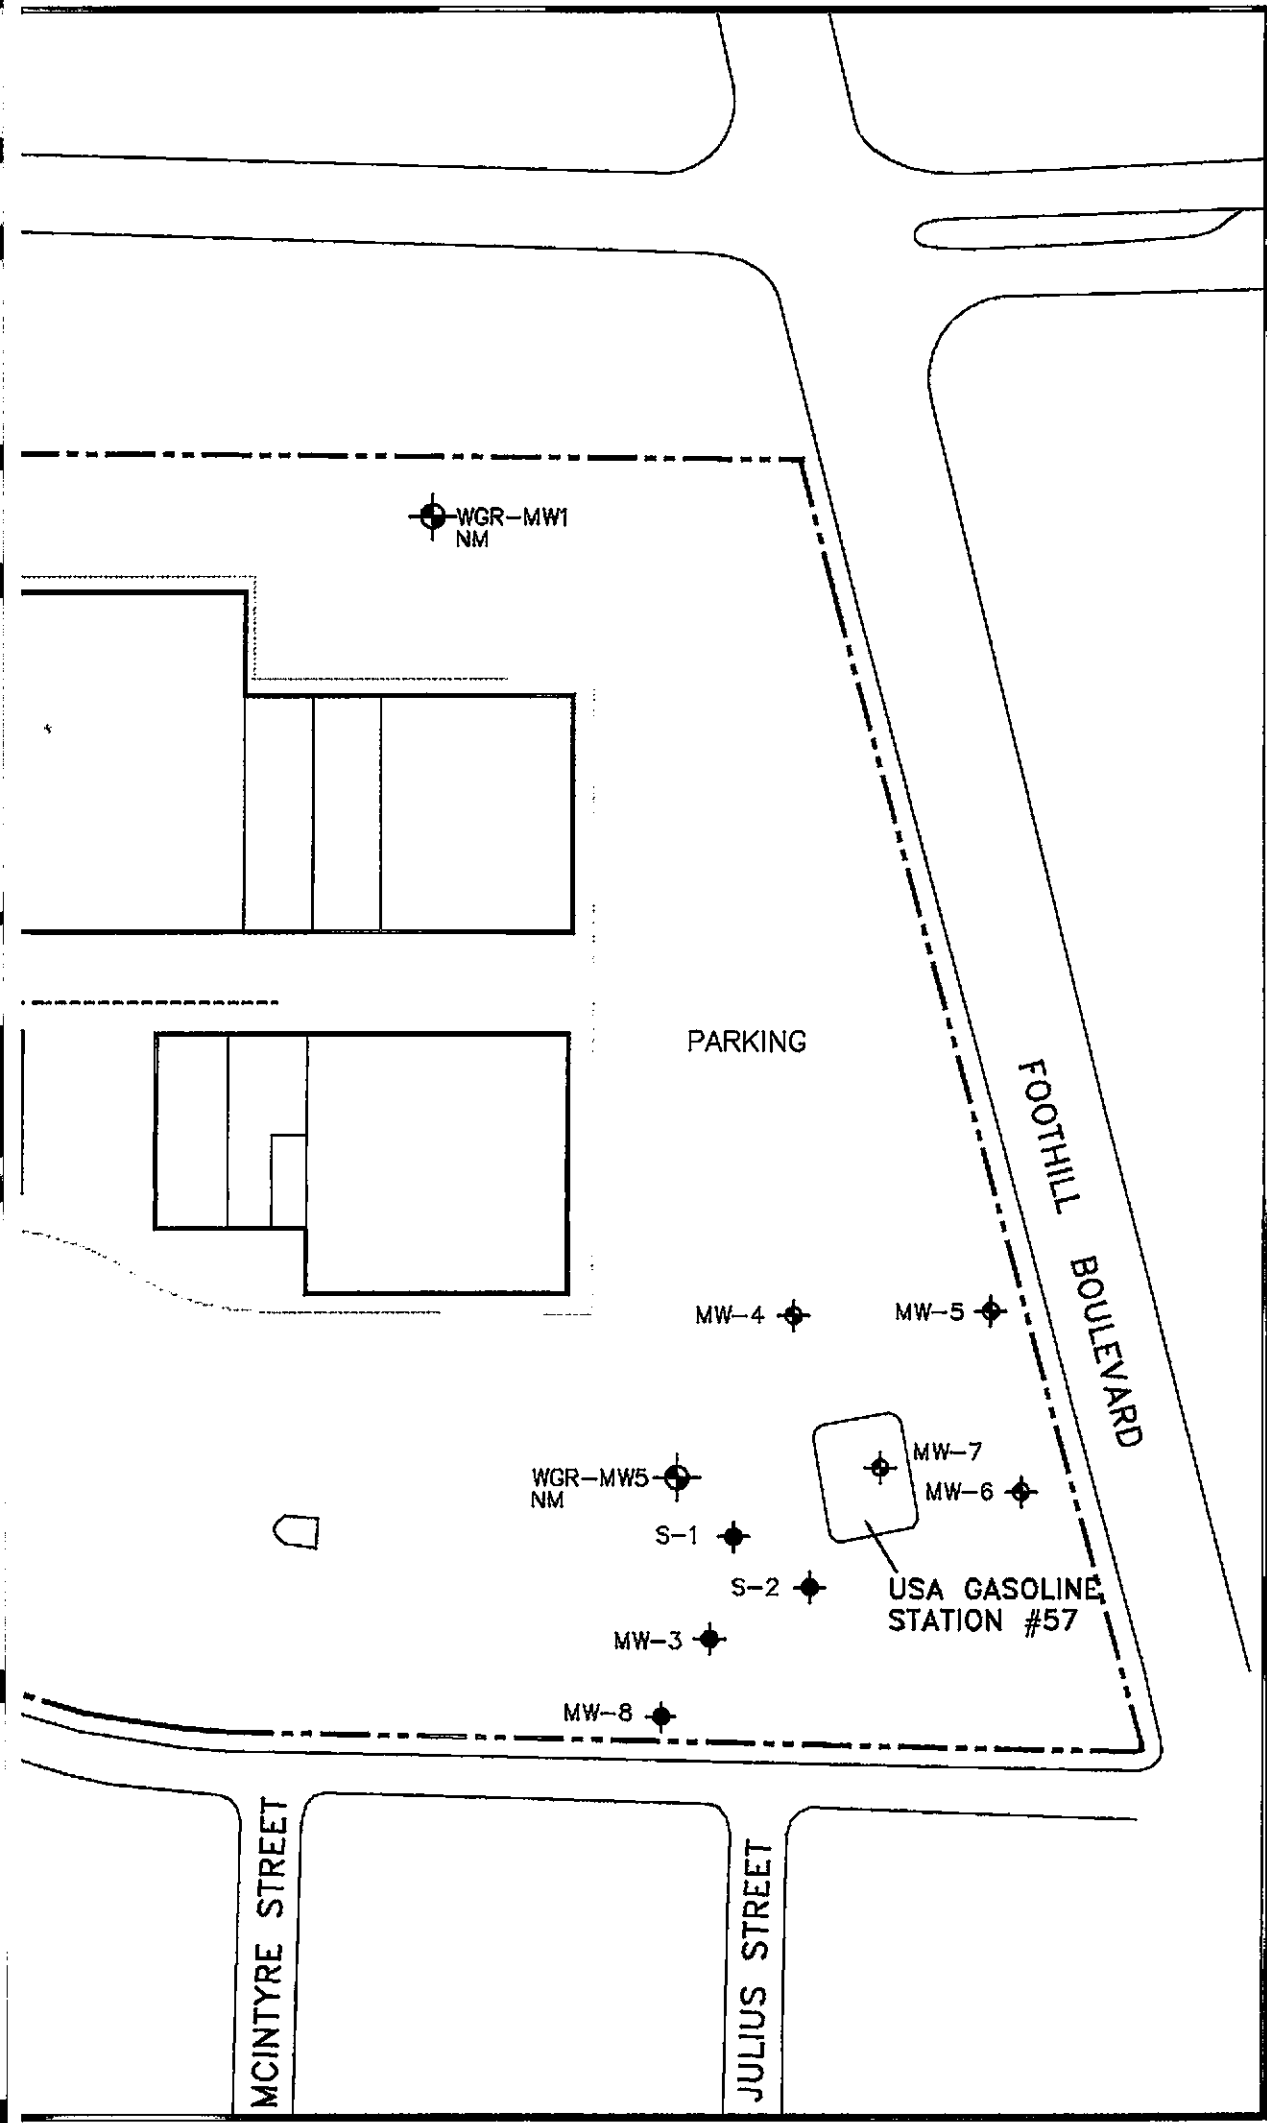 WGR-MW1
NM
PARKING
FOOTHILL BOULEVARD
MW-4
MW-5
MW-7
WGR-MW5
NM
MW-6
S-1
S-2
USA GASOLINE
STATION #57
MW-3
MW-8
MCINTYRE STREET
JULIUS STREET